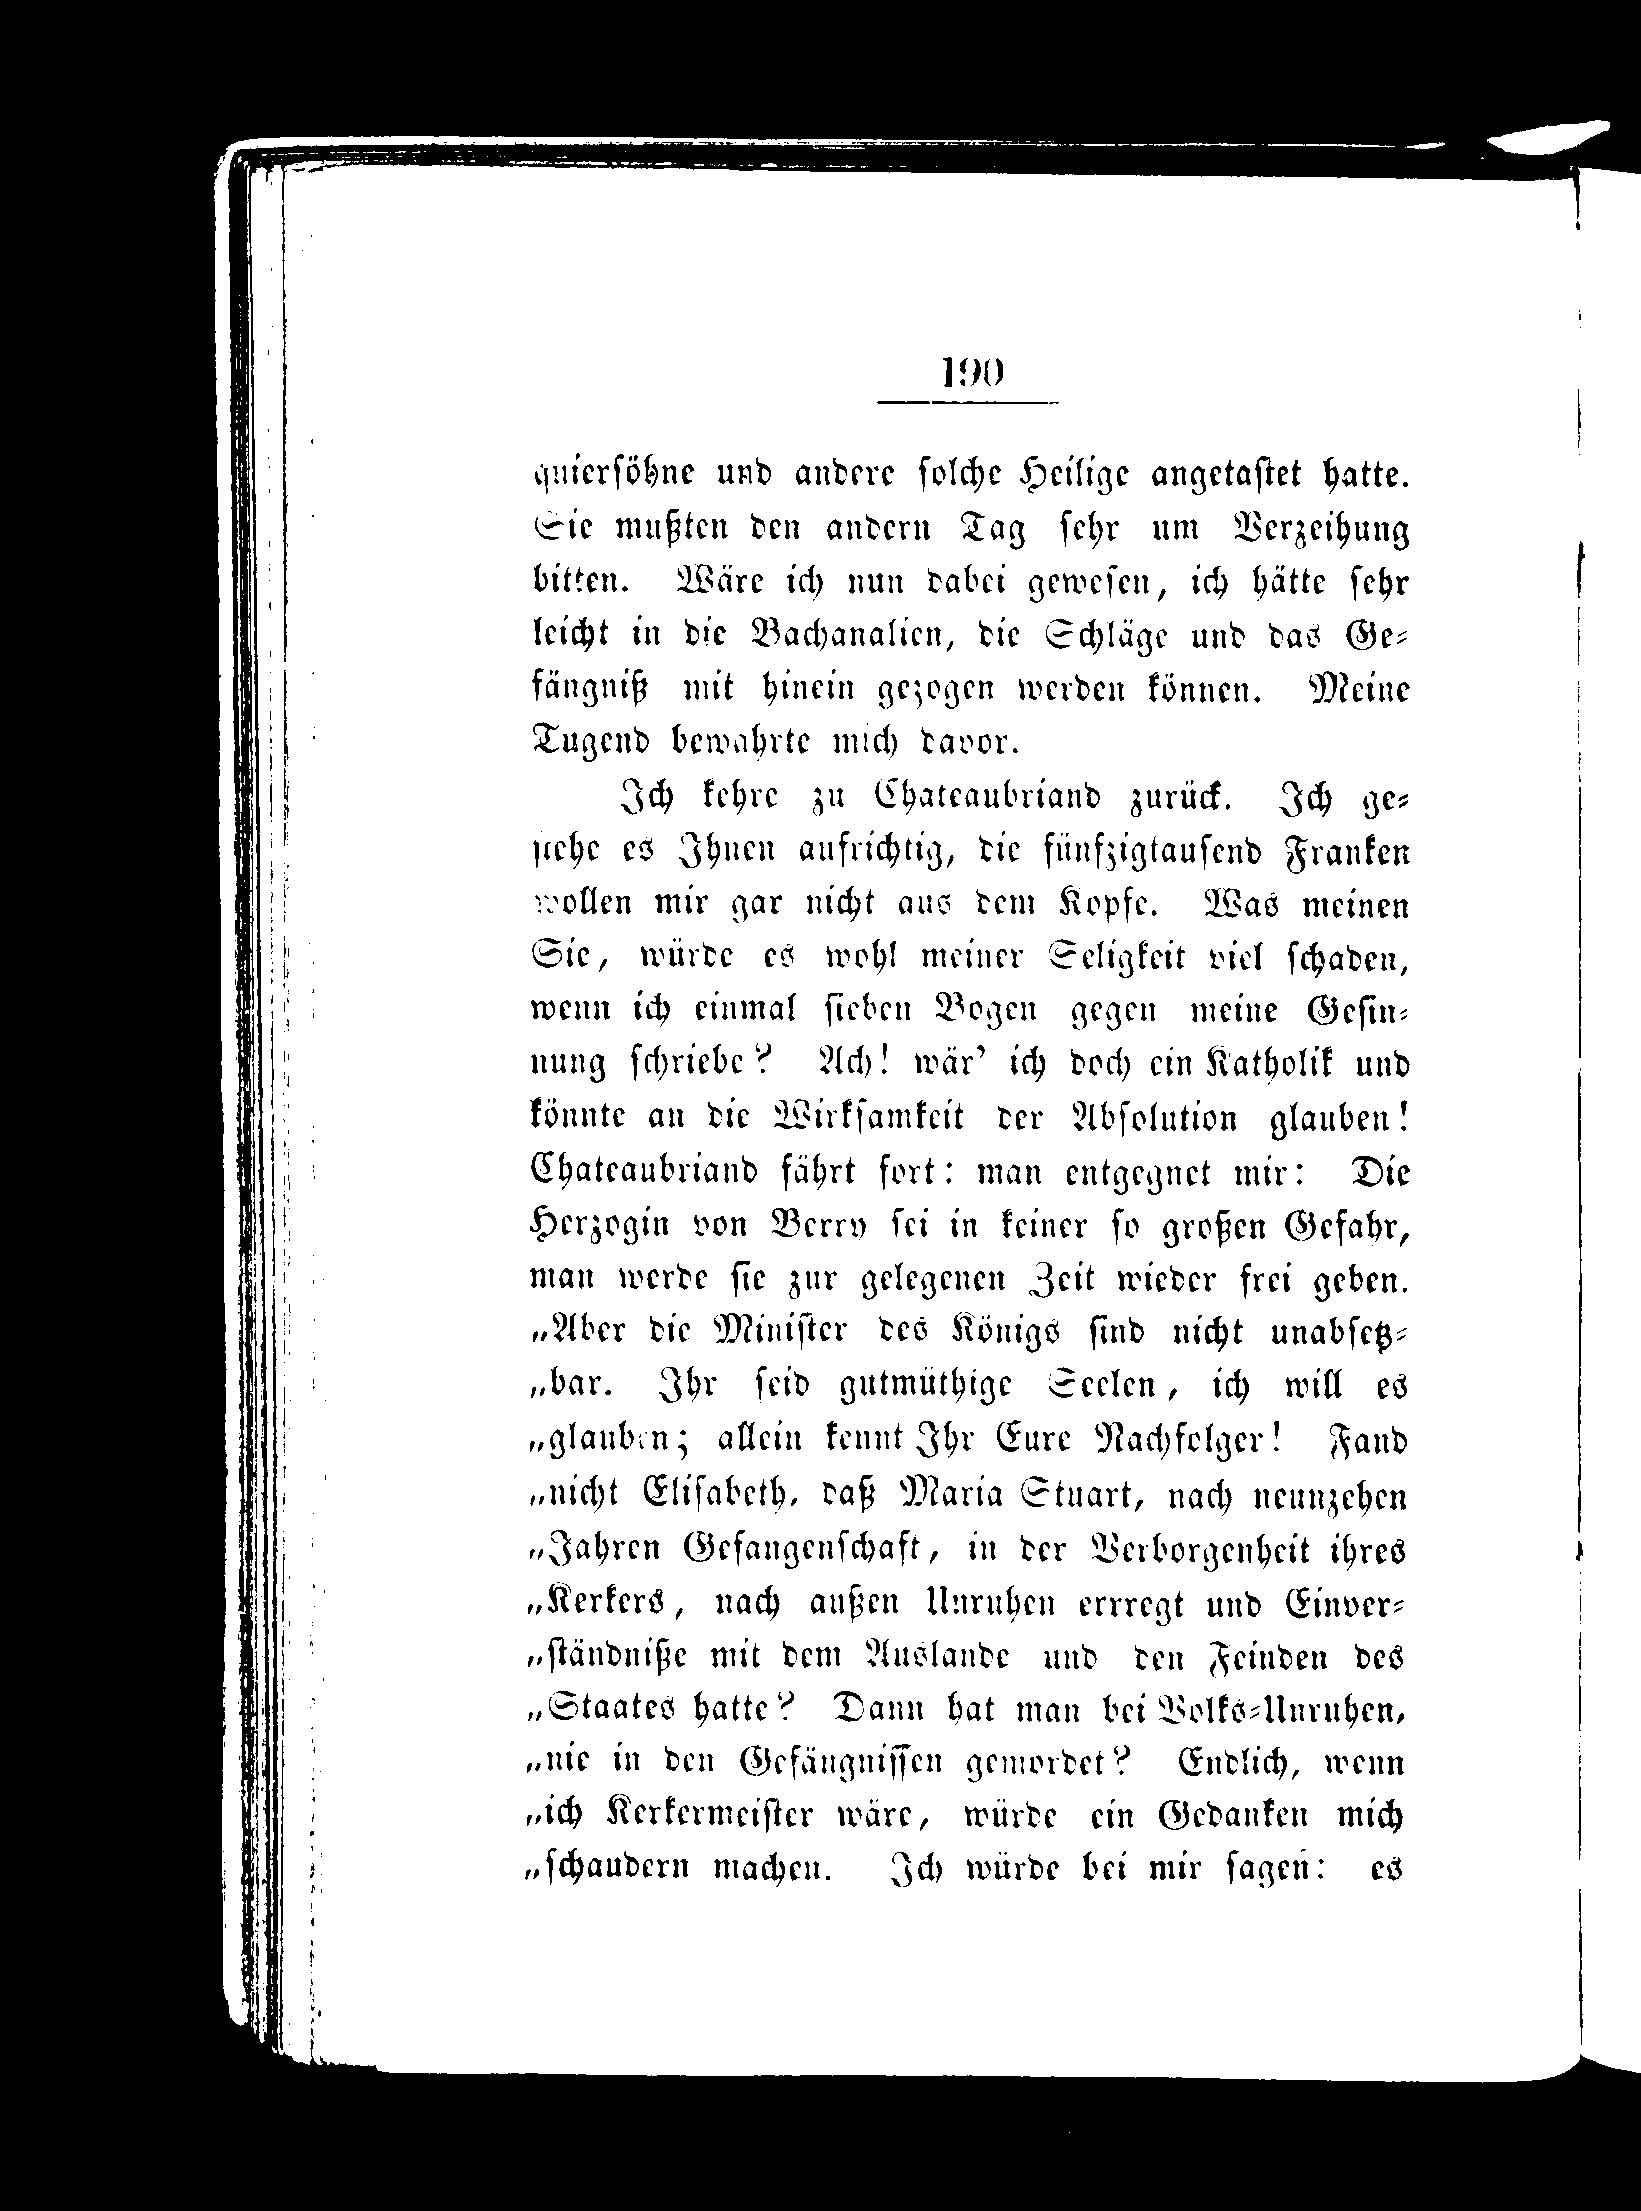 190
quiersöhne und andere solche Heilige angetastet hatte.
Sie mußten den andern Tag sehr um Verzeihung
bitten. Wäre ich nun dabei gewesen, ich hätte sehr
leicht in die Bachanalien, die Schläge und das Ge-
fängniß mit hinein gezogen werden können. Meine
Tugend bewahrte mich davor.
Ich kehre zu Chateaubriand zurück. Ich ge-
stehe es Ihnen aufrichtig, die fünfzigtausend Franken
wollen mir gar nicht aus dem Kopfe. Was meinen
Sie, würde es wohl meiner Seligkeit viel schaden,
wenn ich einmal sieben Bogen gegen meine Gesin-
nung schriebe? Ach! wär' ich doch ein Katholik und
könnte an die Wirksamkeit der Absolution glauben!
Chateaubriand fährt fort: man entgegnet mir: Die
Herzogin von Berry sei in keiner so großen Gefahr,
man werde sie zur gelegenen Zeit wieder frei geben.
„Aber die Minister des Königs sind nicht unabsetz-
„bar. Ihr seid gutmüthige Seelen, ich will es
„glauben; allein kennt Ihr Eure Nachfolger! Fand
„nicht Elisabeth, daß Maria Stuart, nach neunzehen
„Jahren Gefangenschaft, in der Verborgenheit ihres
„Kerkers, nach außen Unruhen errregt und Einver-
„ständniße mit dem Auslande und den Feinden des
„Staates hatte? Dann hat man bei Volks-Unruhen,
„nie in den Gefängnissen gemordet? Endlich, wenn
„ich Kerkermeister wäre, würde ein Gedanken mich
„schaudern machen. Ich würde bei mir sagen: es